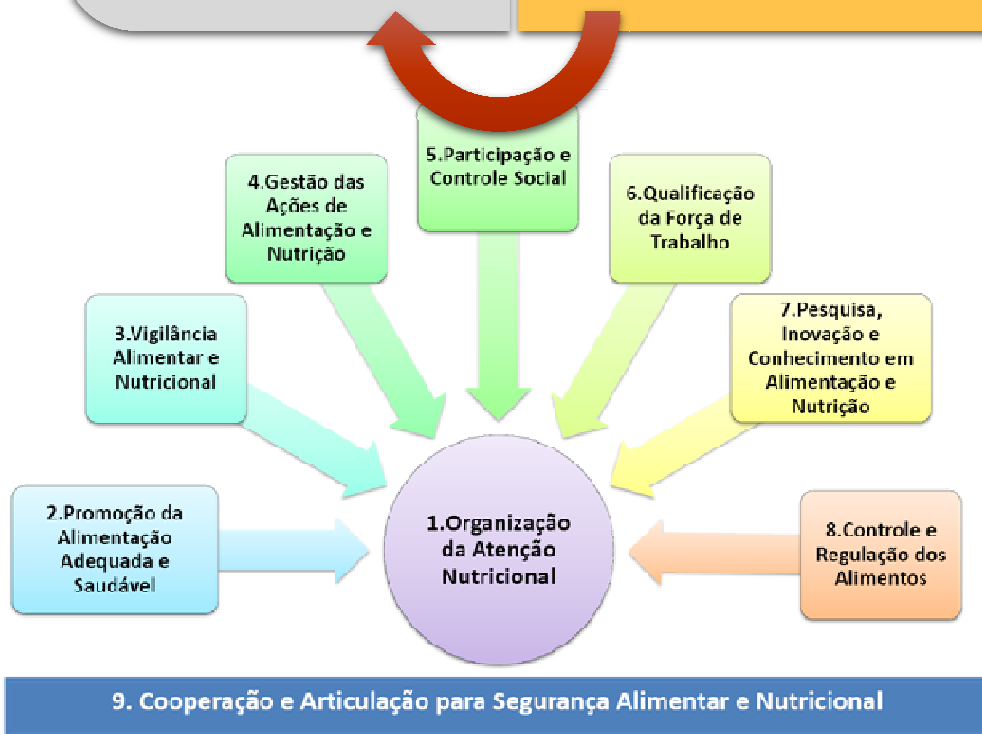 5.Participação e
Controle Social
4.Gestão das
Ações de
Alimentação e
Nutrição
6.Qualificação
da Força de
Trabalho
3.Vigilância
Alimentar e
Nutricional
7.Pesquisa,
Inovação e
Conhecimento em
Alimentação e
Nutrição
2.Promoção da
Alimentação
Adequada e
Saudável
1.Organização
da Atenção
Nutricional
8.Controle e
Regulação dos
Alimentos
9. Cooperação e Articulação para Segurança Alimentar e Nutricional